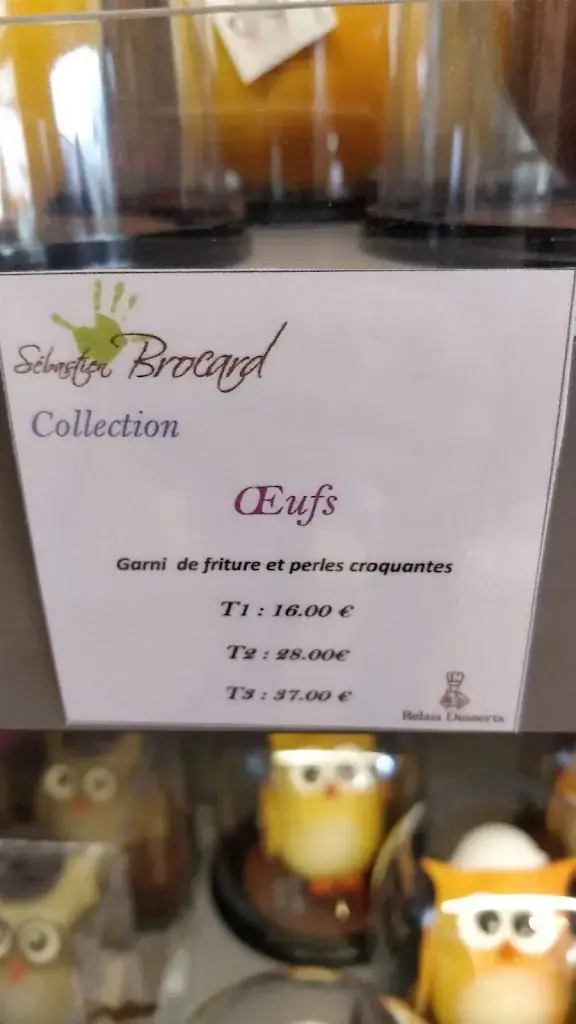 Sébastien Brocard
Collection
Œufs
Garni de friture et perles croquantes
T1 : 16.00 €
T2 : 28.00€
T3 : 37.00 €
Relais Desserts